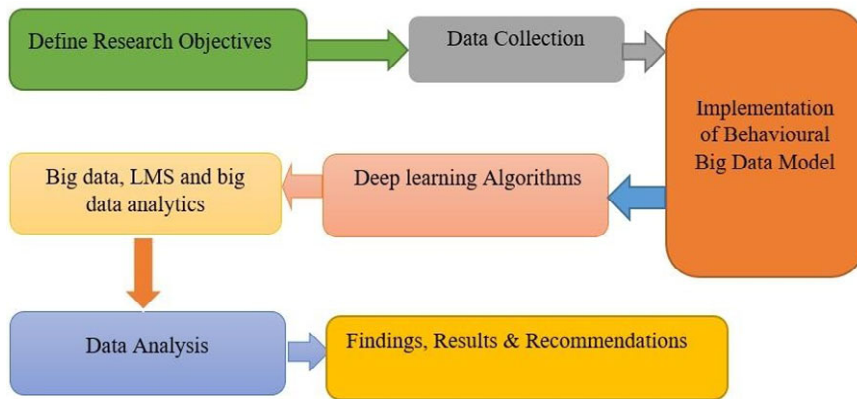 Define Research Objectives
Data Collection
Implementation
of Behavioural
Big Data Model
Deep learning Algorithms
Big data, LMS and big
data analytics
Data Analysis
Findings, Results & Recommendations